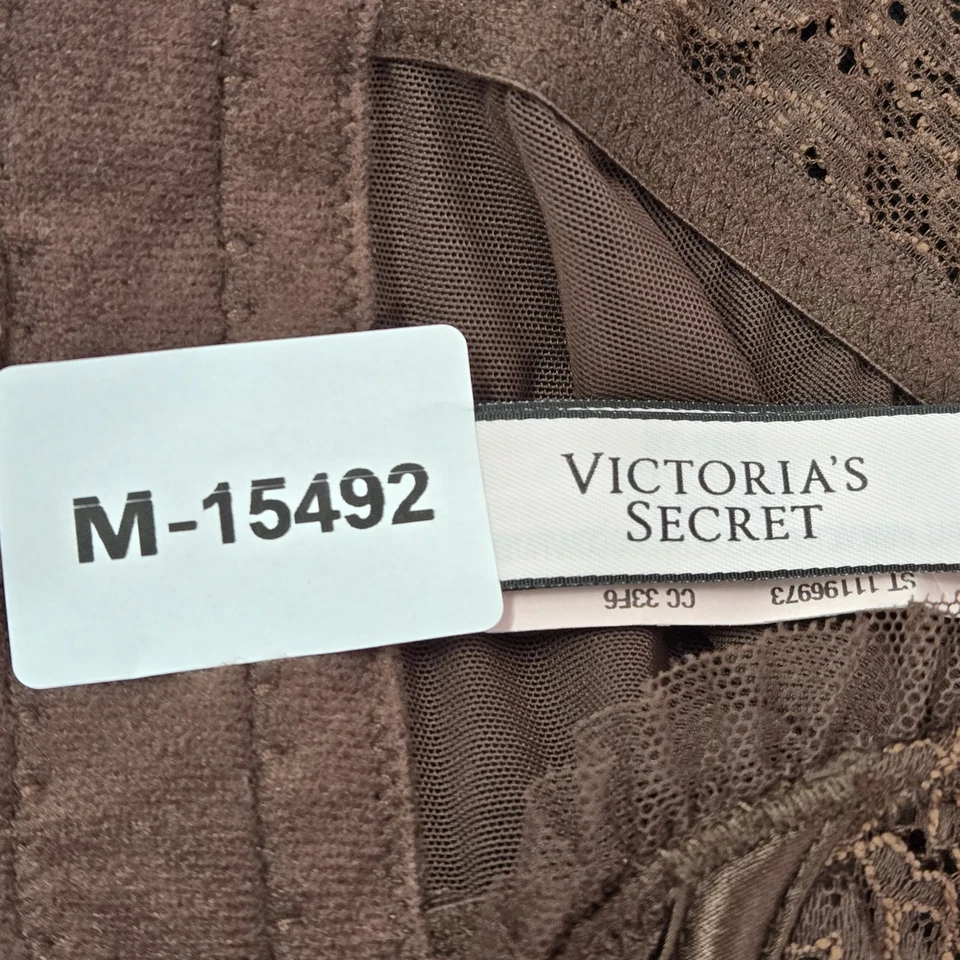 M-15492
VICTORIA'S
SECRET
ST 11196973 CC 33F6